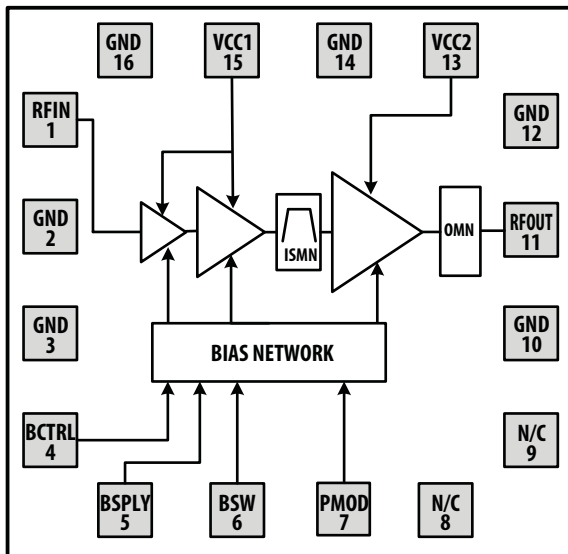 GND
16
VCC1
15
GND
14
VCC2
13
RFIN
1
GND
12
GND
2
RFOUT
11
ISMN
OMN
GND
3
BIAS NETWORK
GND
10
BCTRL
4
N/C
9
BSPLY
5
BSW
6
PMOD
7
N/C
8